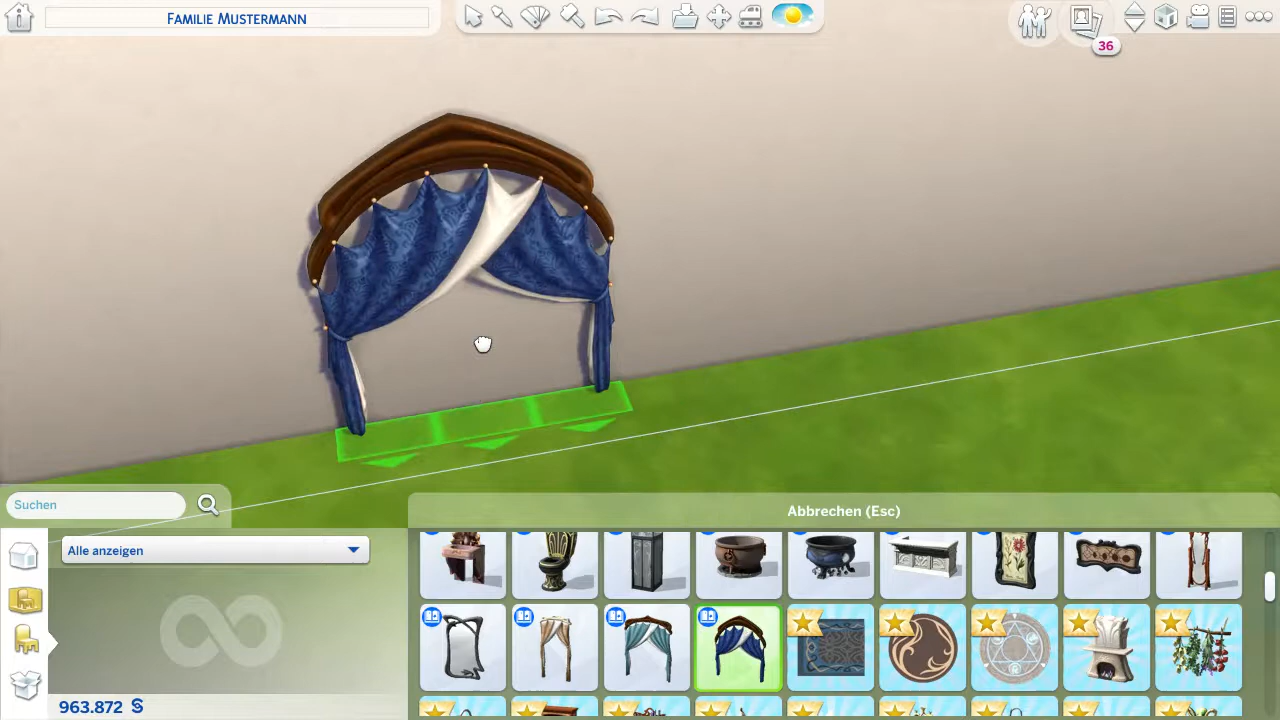 FAMILIE MUSTERMANN
36
Suchen
Abbrechen (Esc)
Alle anzeigen
963.872 S